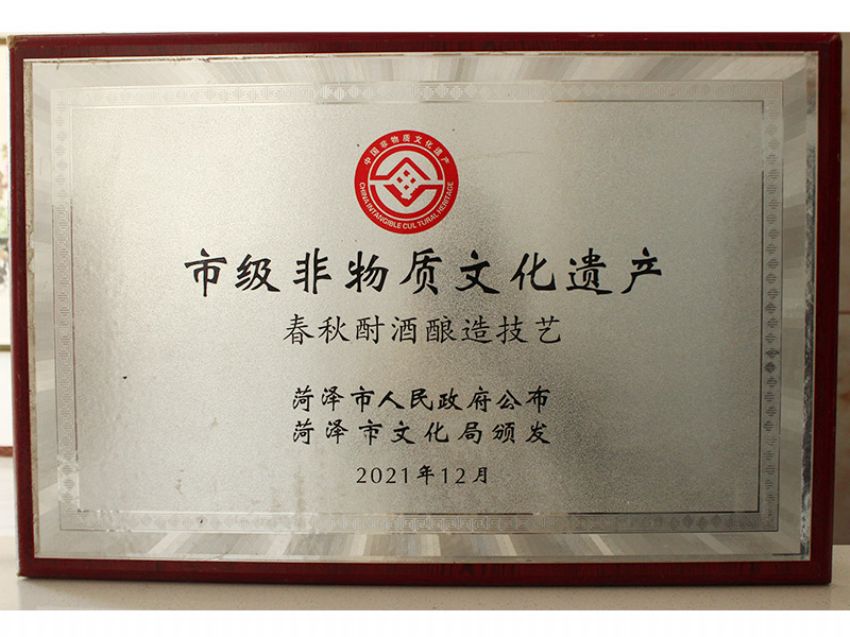 中国非物质文化遗产
CHINA INTANGIBLE CULTURAL HERITAGE
市级非物质文化遗产
春秋酎酒酿造技艺
菏泽市人民政府公布
菏泽市文化局颁发
2021年12月